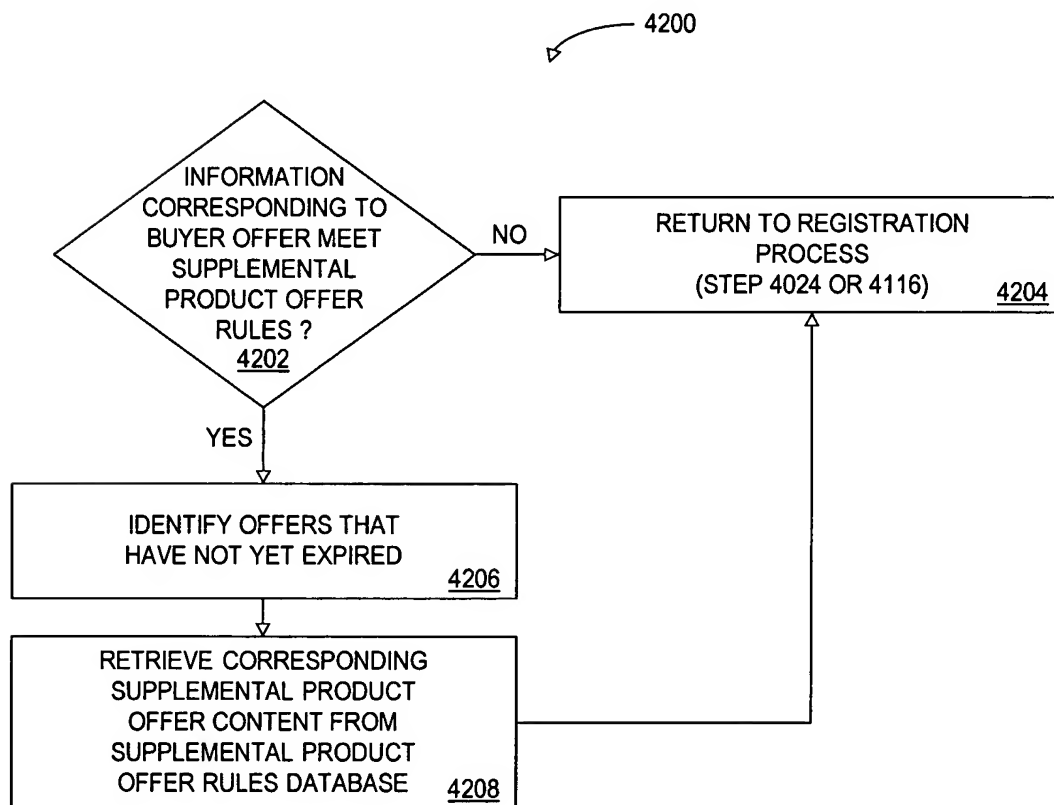 4200
INFORMATION
CORRESPONDING TO
BUYER OFFER MEET
SUPPLEMENTAL
PRODUCT OFFER
RULES ?
4202
NO
RETURN TO REGISTRATION
PROCESS
(STEP 4024 OR 4116)
4204
YES
IDENTIFY OFFERS THAT
HAVE NOT YET EXPIRED
4206
RETRIEVE CORRESPONDING
SUPPLEMENTAL PRODUCT
OFFER CONTENT FROM
SUPPLEMENTAL PRODUCT
OFFER RULES DATABASE
4208